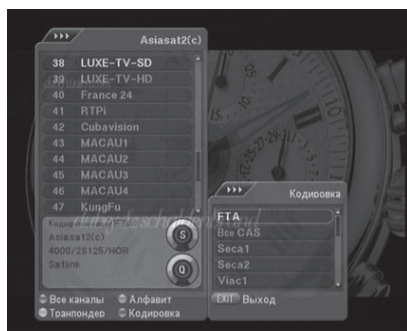 Asiasat2(c)
38 LUXE-TV-SD
39 LUXE-TV-HD
40 France 24
41 RTPi
42 Cubavision
43 MACAU1
44 MACAU2
45 MACAU3
46 MACAU4
47 KungFu
Asiasat2(c)
4000/28125/HOR
Satlink
S
Q
Все каналы
Алфавит
Транпондер
Кодировка
Кодировка
FTA
Все CAS
Seca1
Seca2
Viac1
EXIT Выход